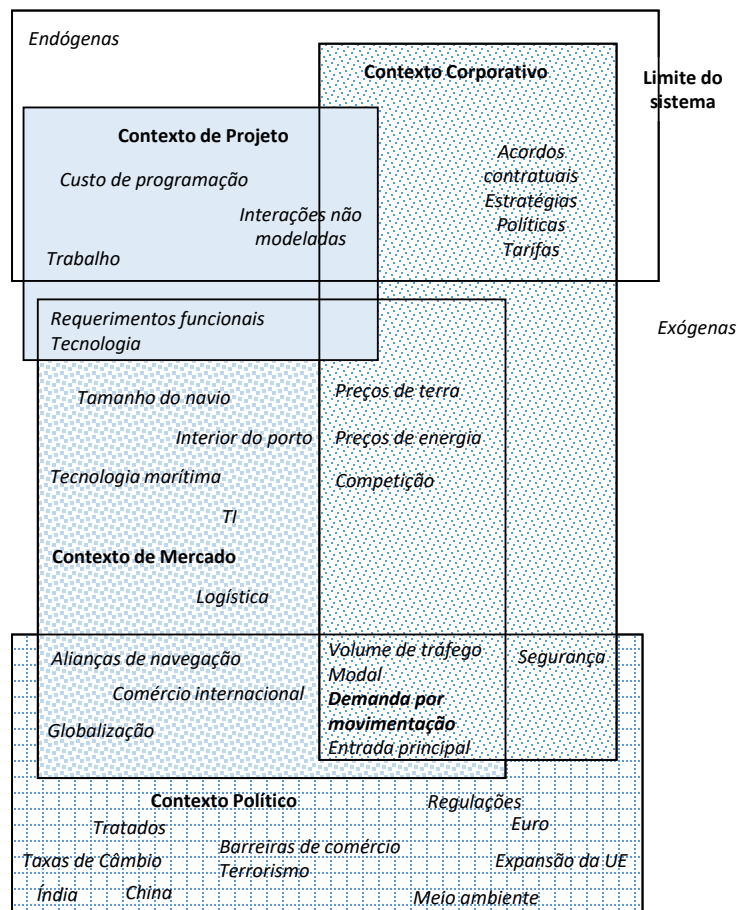 Endógenas
Contexto Corporativo
Limite do
sistema
Contexto de Projeto
Custo de programação
Acordos
contratuais
Estratégias
Políticas
Tarifas
Interações não
modeladas
Trabalho
Requerimentos funcionais
Tecnologia
Exógenas
Tamanho do navio
Preços de terra
Interior do porto
Preços de energia
Tecnologia marítima
Competição
TI
Contexto de Mercado
Logística
Alianças de navegação
Comércio internacional
Globalização
Volume de tráfego
Modal
Demanda por
movimentação
Entrada principal
Segurança
Contexto Político
Regulações
Tratados
Euro
Barreiras de comércio
Terrorismo
Taxas de Câmbio
Expansão da UE
Índia
China
Meio ambiente